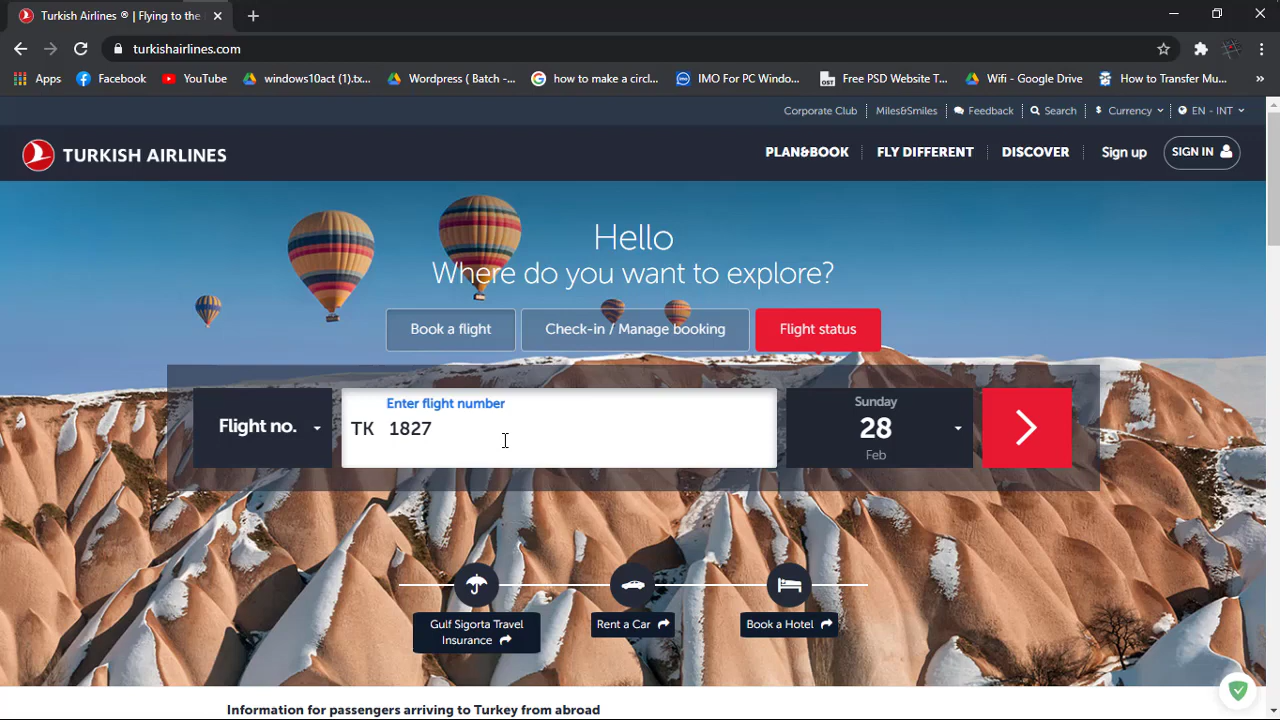 Turkish Airlines ® | Flying to the
turkishairlines.com
Apps Facebook YouTube windows10act (1).tx... Wordpress ( Batch -... how to make a circl... IMO For PC Windo... Free PSD Website T... Wifi - Google Drive How to Transfer Mu... »
Corporate Club Miles&Smiles Feedback Search $ Currency EN - INT
TURKISH AIRLINES PLAN&BOOK FLY DIFFERENT DISCOVER Sign up SIGN IN
Hello
Where do you want to explore?
Book a flight Check-in / Manage booking Flight status
Enter flight number
Sunday
Flight no. TK 1827 28
Feb
Gulf Sigorta Travel Insurance
Rent a Car
Book a Hotel
Information for passengers arriving to Turkey from abroad